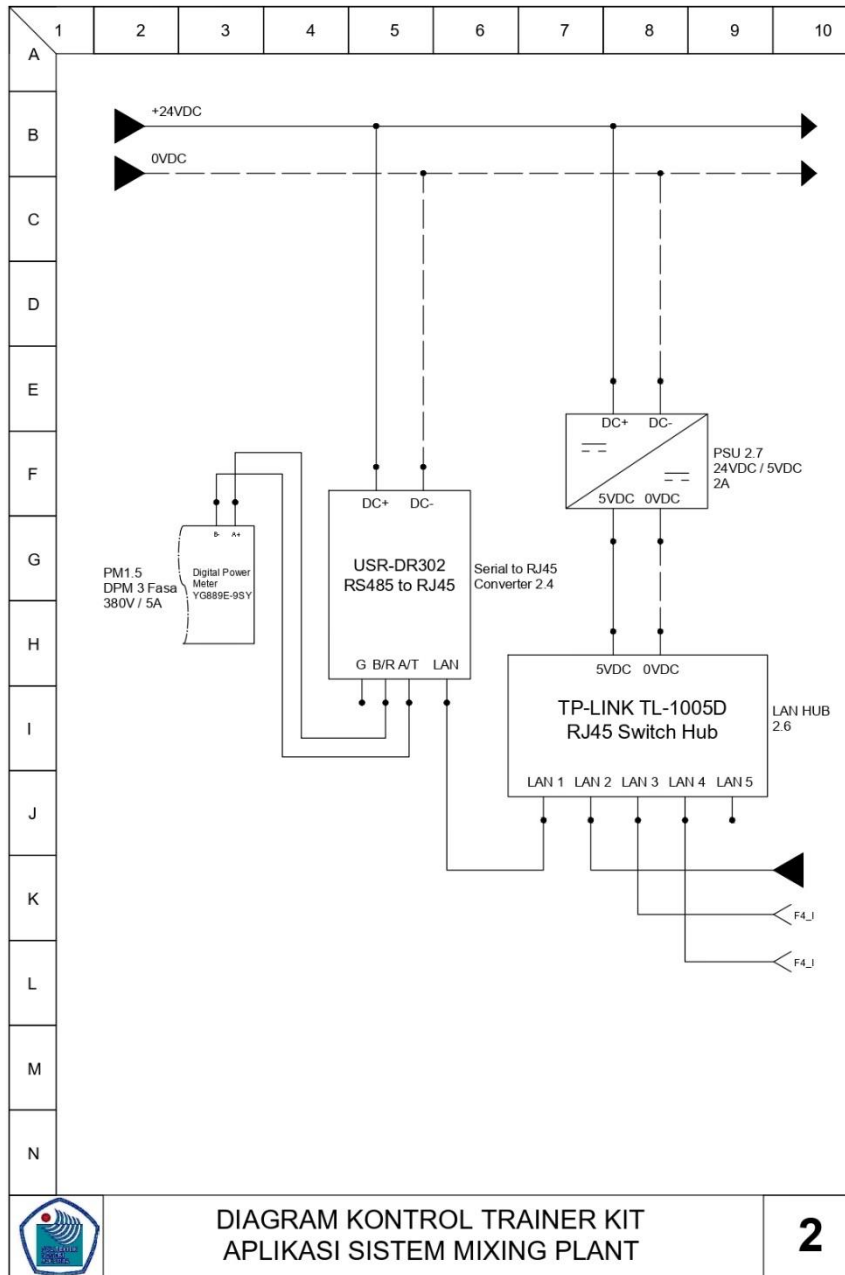 1 2 3 4 5 6 7 8 9 10
A
B
C
D
E
F
G
H
I
J
K
L
M
N
+24VDC
0VDC
DC+ DC-
PSU 2.7
24VDC / 5VDC
2A
5VDC 0VDC
B- A+
PM1.5
DPM 3 Fasa
380V / 5A
Digital Power
Meter
YG889E-9SY
DC+ DC-
USR-DR302
RS485 to RJ45
G B/R A/T LAN
Serial to RJ45
Converter 2.4
5VDC 0VDC
TP-LINK TL-1005D
RJ45 Switch Hub
LAN 1 LAN 2 LAN 3 LAN 4 LAN 5
LAN HUB
2.6
F4_I
F4_I
DIAGRAM KONTROL TRAINER KIT
APLIKASI SISTEM MIXING PLANT
2